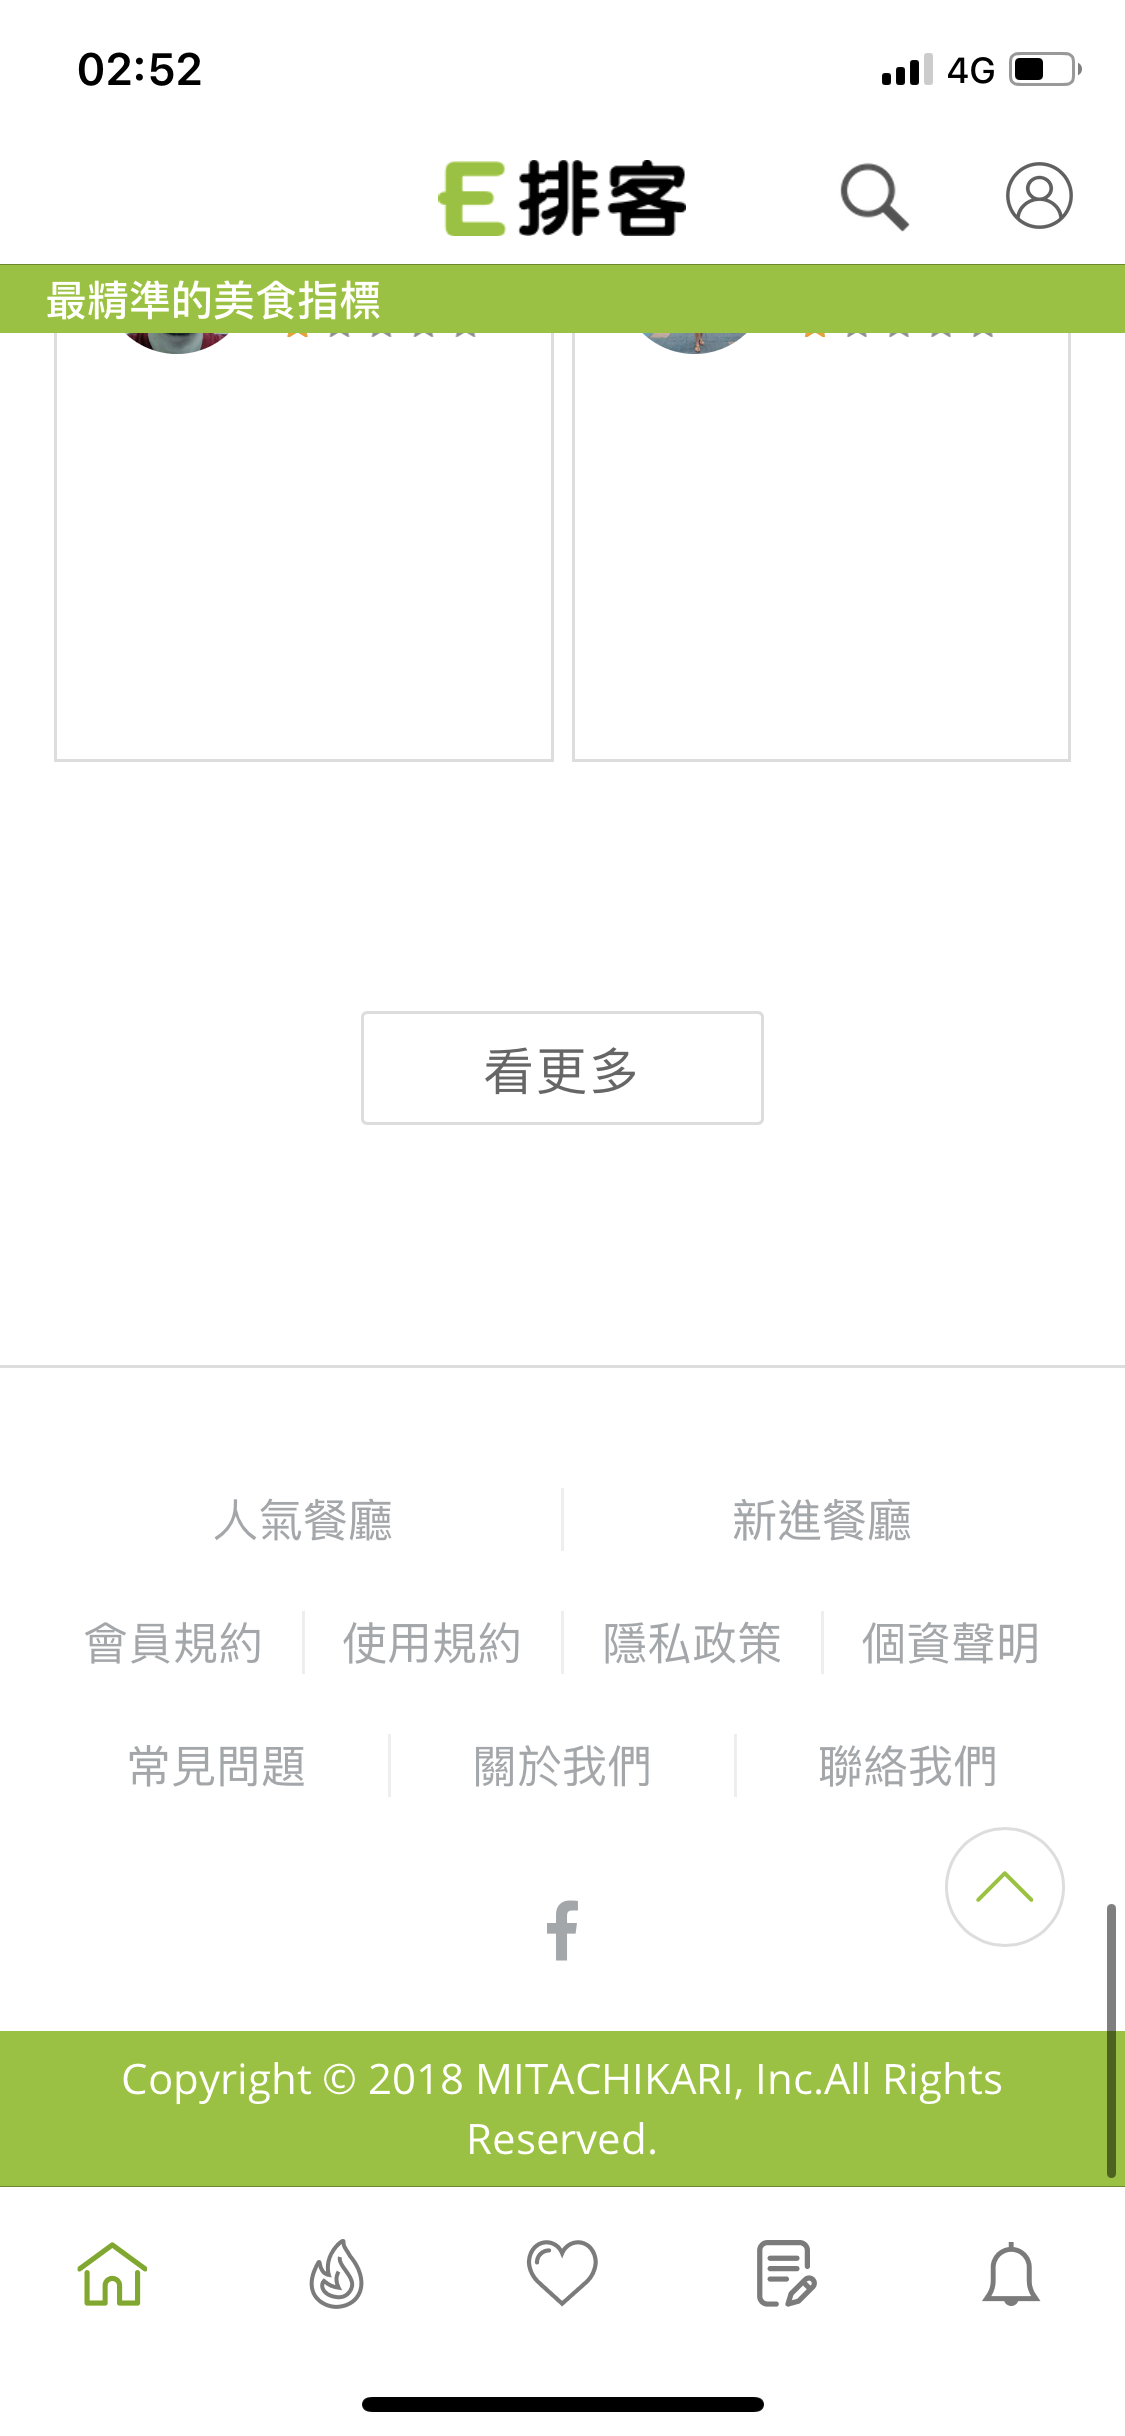 02:52
4G
E排客
最精準的美食指標
看更多
人氣餐廳
新進餐廳
會員規約
使用規約
隱私政策
個資聲明
常見問題
關於我們
聯絡我們
Copyright © 2018 MITACHIKARI, Inc.All Rights
Reserved.